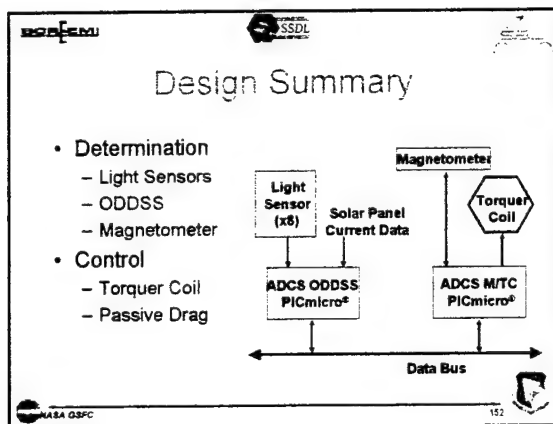 SSDL
Design Summary
• Determination
– Light Sensors
– ODDSS
– Magnetometer
• Control
– Torquer Coil
– Passive Drag
Magnetometer
Light
Sensor
(x8)
Solar Panel
Current Data
Torquer
Coil
ADCS ODDSS
PICmicro®
ADCS M/TC
PICmicro®
Data Bus
NASA GSFC
152